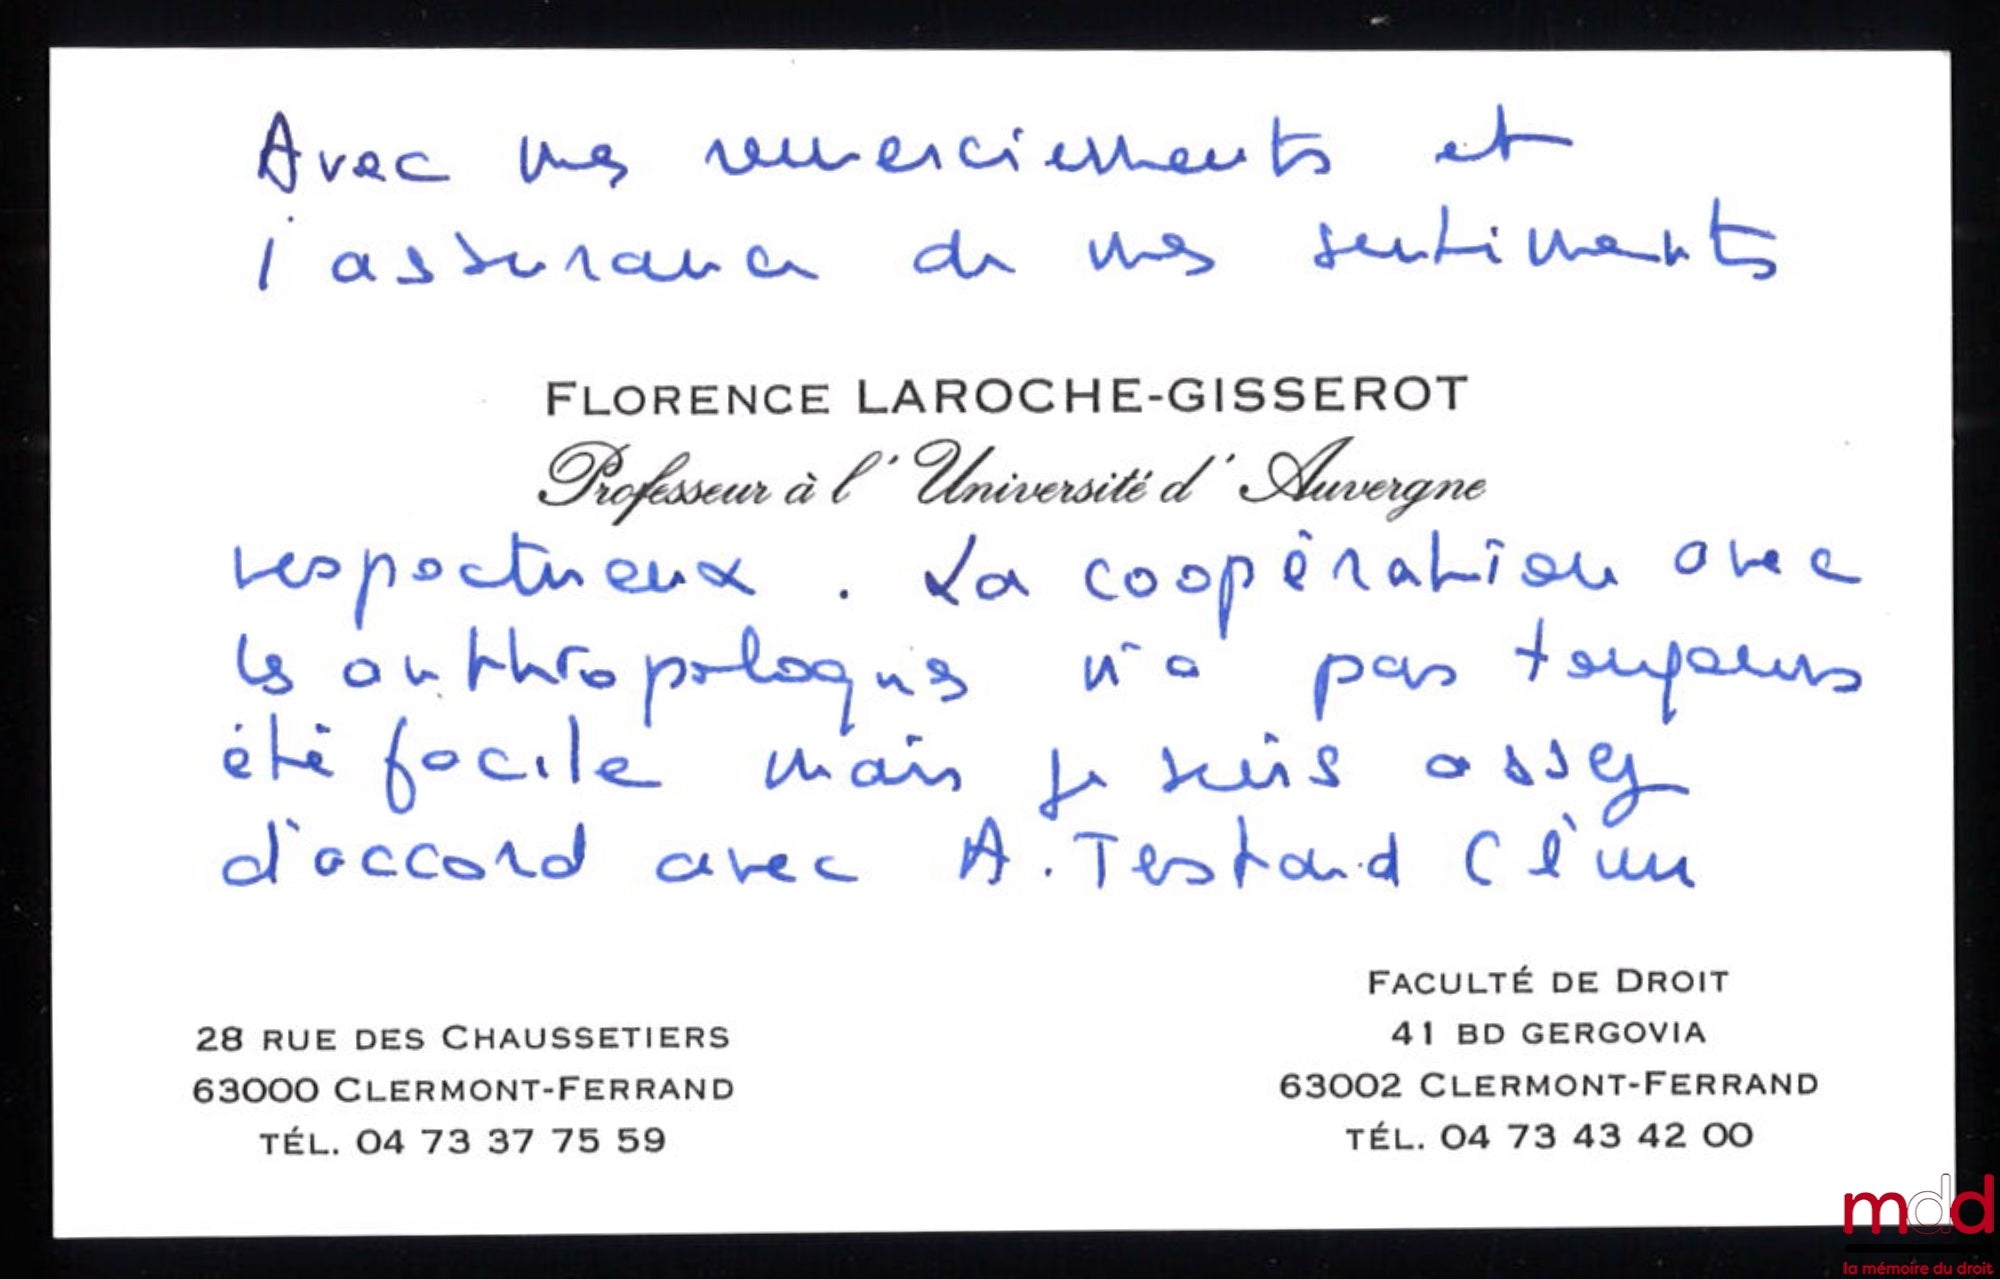 Avec mes remerciements et
l'assurance de mes sentiments
FLORENCE LAROCHE-GISSEROT
Professeur à l'Université d'Auvergne
respectueux. La coopération avec
les anthropologues n'a pas toujours
été facile mais je suis assez
d'accord avec A. Testard (l'un
FACULTÉ DE DROIT
28 RUE DES CHAUSSETIERS
41 BD GERGOVIA
63000 CLERMONT-FERRAND
63002 CLERMONT-FERRAND
TÉL. 04 73 37 75 59
TÉL. 04 73 43 42 00
mdd
la mémoire du droit